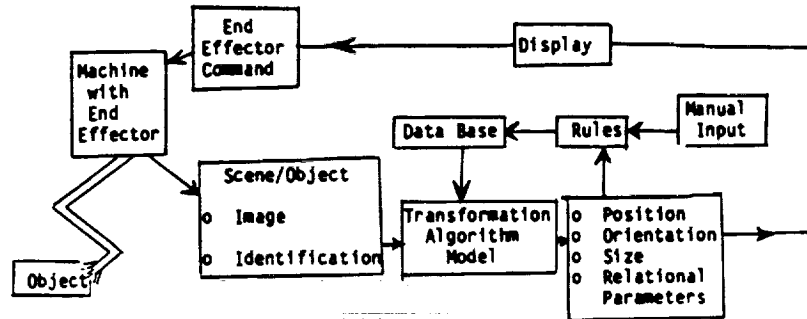 End
Effector
Command
Display
Machine
with
End
Effector
Data Base
Rules
Manual
Input
Scene/Object
o Image
o Identification
Transformation
Algorithm
Model
o Position
o Orientation
o Size
o Relational
Parameters
Object